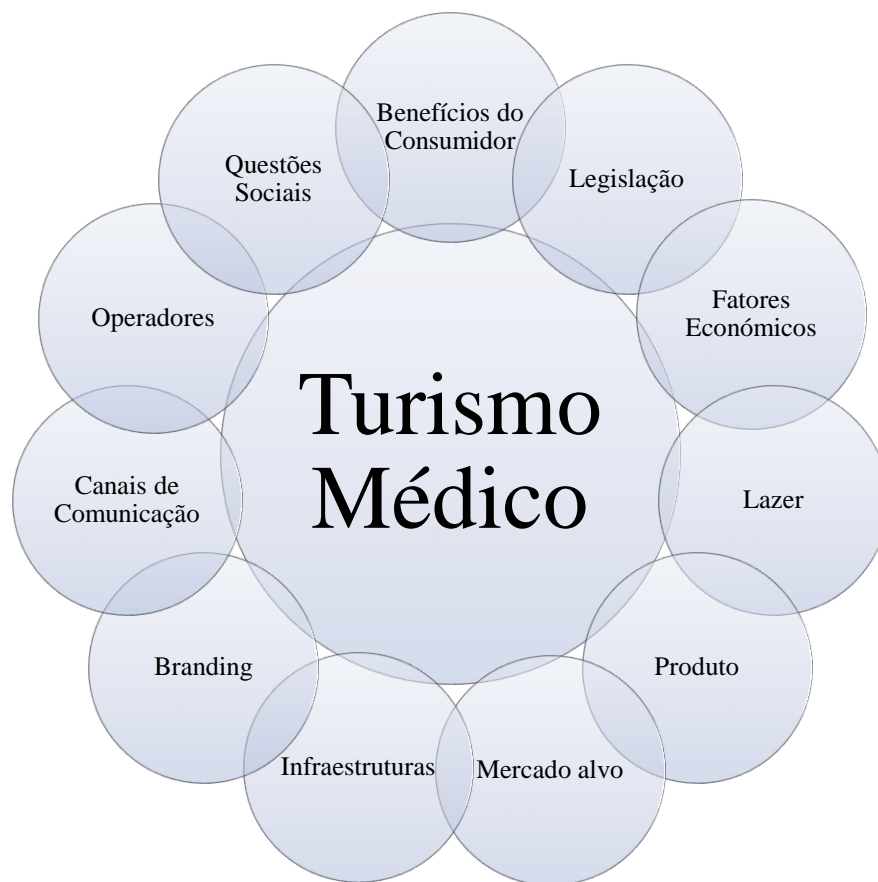 Benefícios do
Consumidor
Legislação
Fatores
Económicos
Lazer
Produto
Mercado alvo
Infraestruturas
Branding
Canais de
Comunicação
Operadores
Questões
Sociais
Turismo
Médico